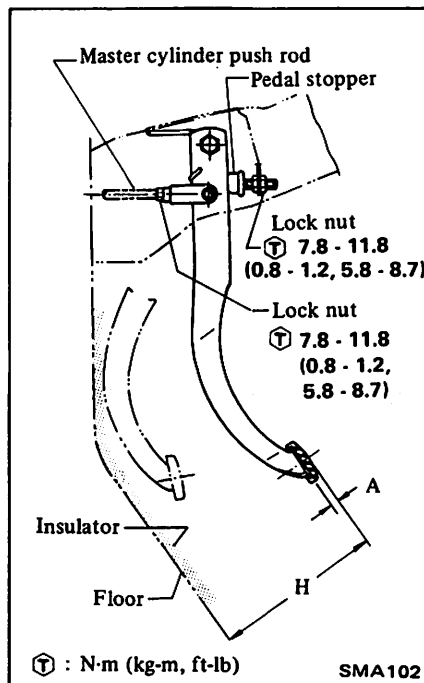 Master cylinder push rod
Pedal stopper
Lock nut
Ⓣ 7.8 - 11.8
(0.8 - 1.2, 5.8 - 8.7)
Lock nut
Ⓣ 7.8 - 11.8
(0.8 - 1.2,
5.8 - 8.7)
A
H
Insulator
Floor
Ⓣ : N·m (kg-m, ft-lb)
SMA102